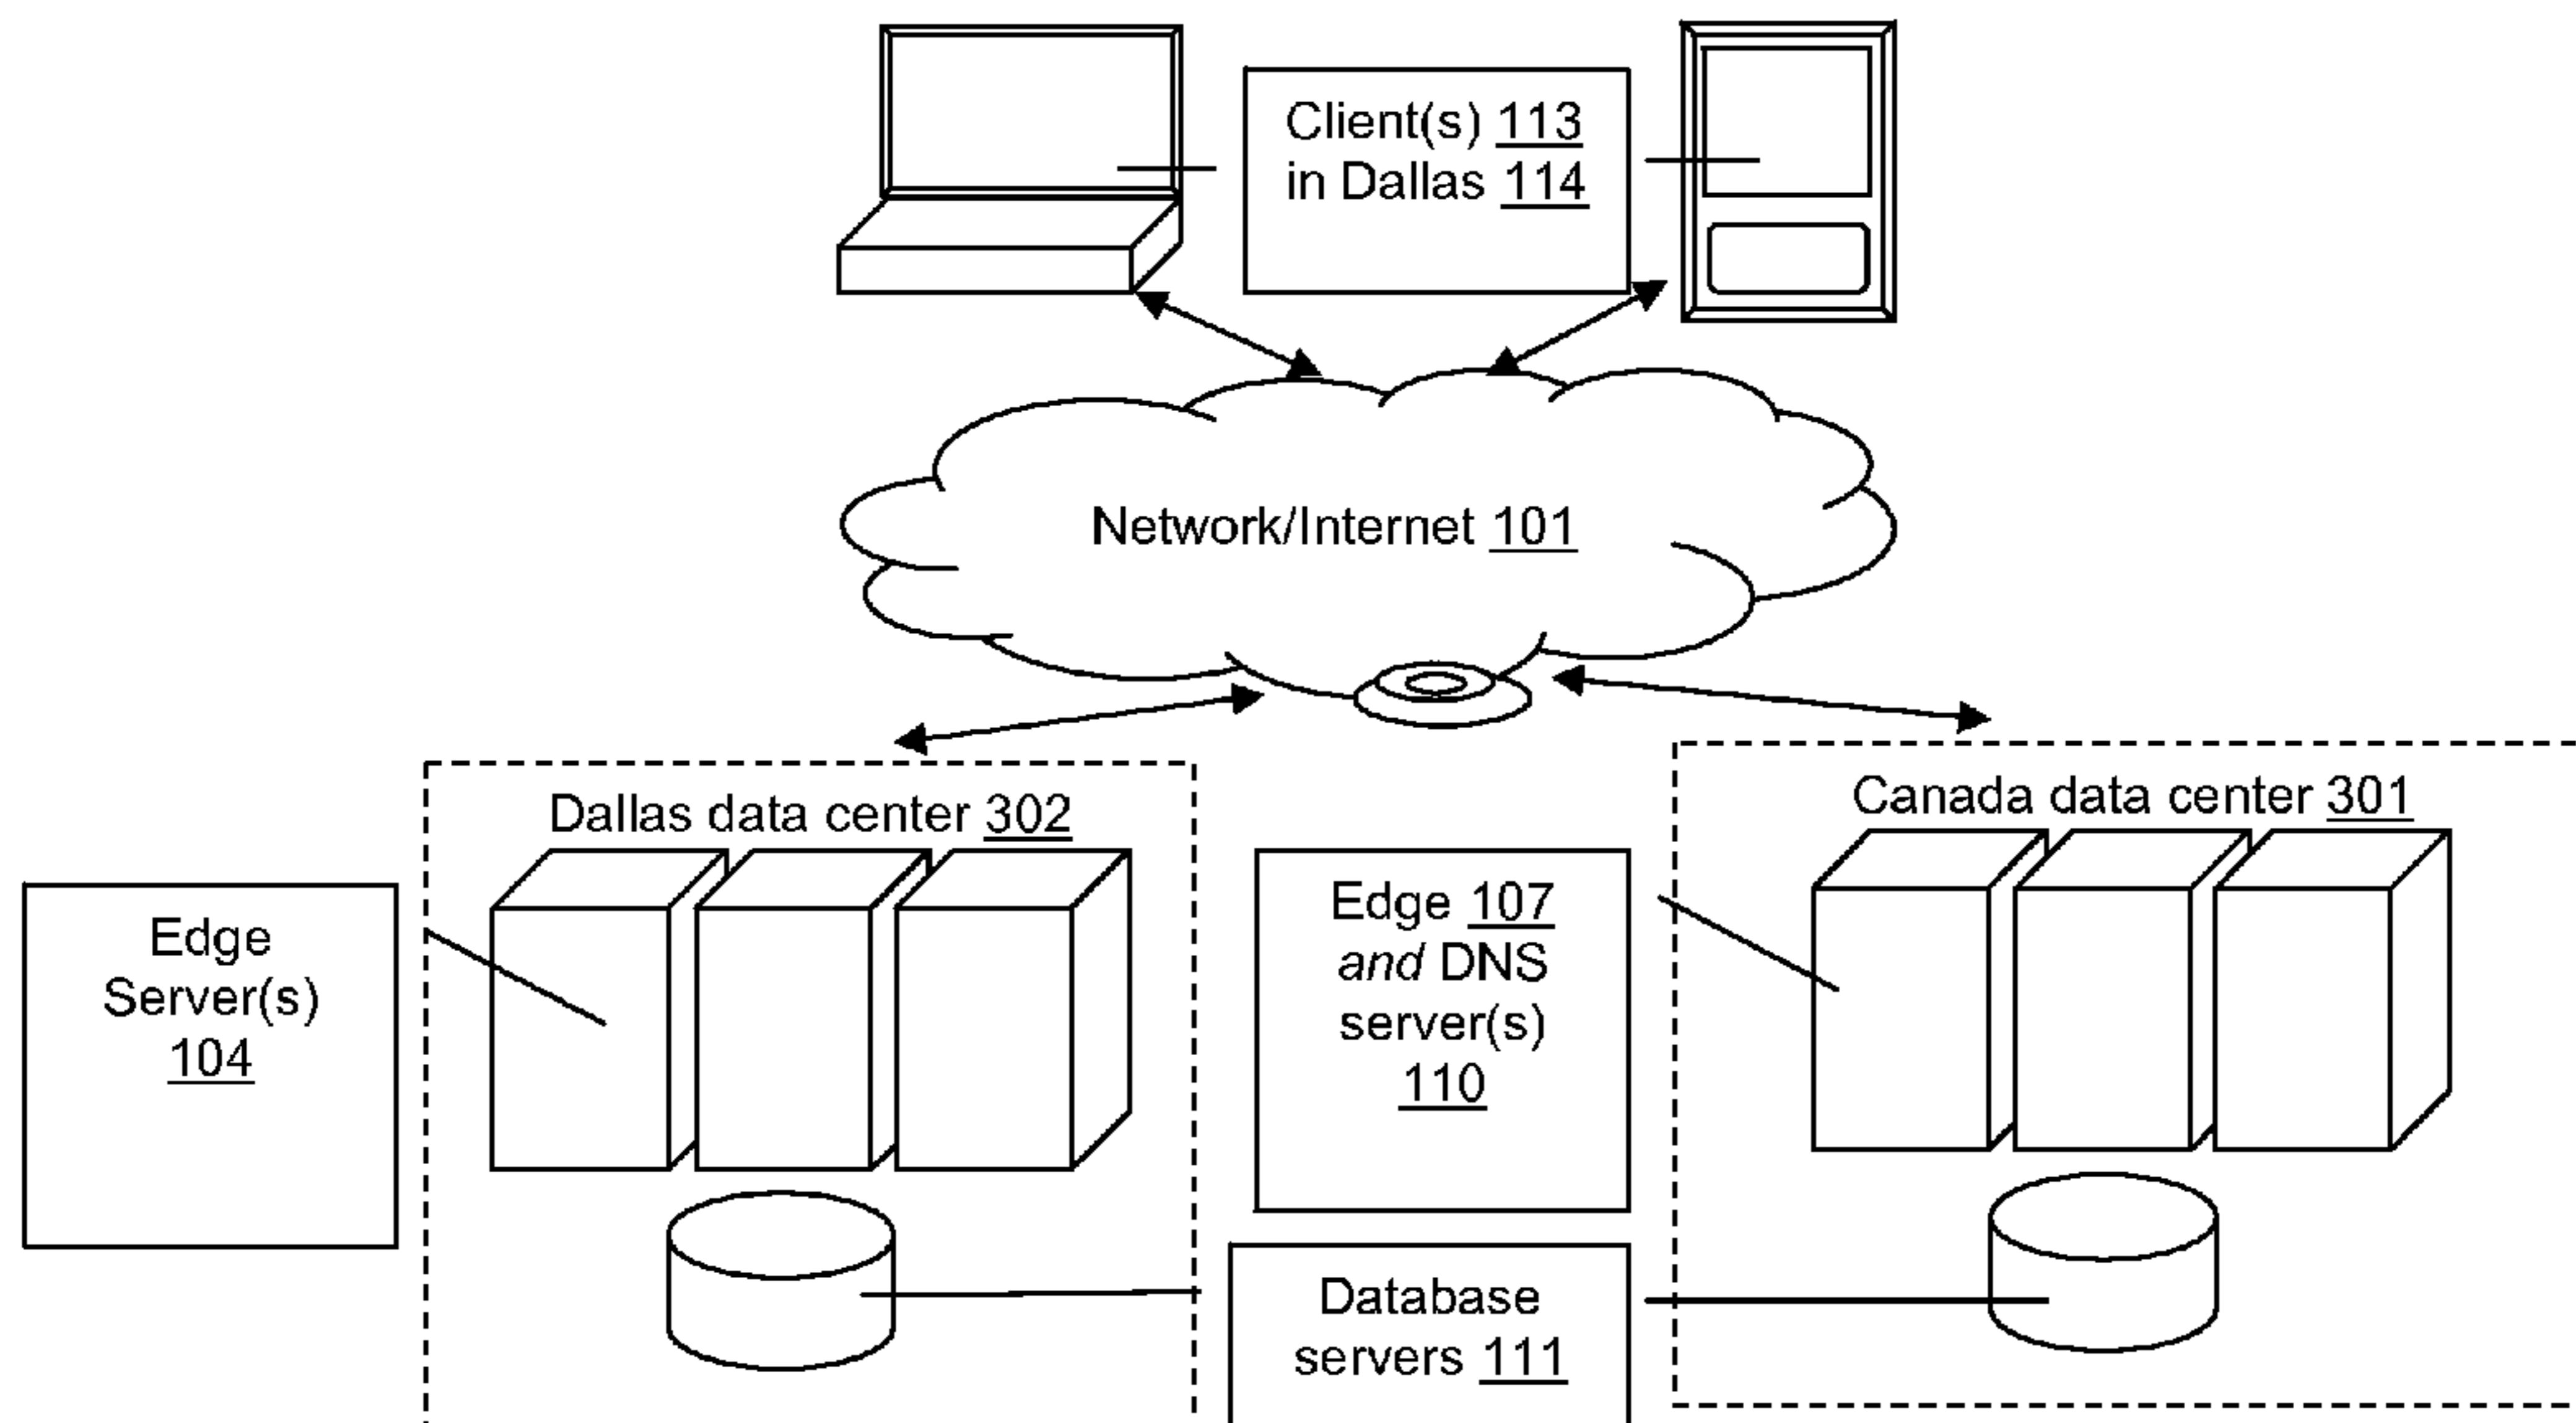 Client(s) 113
in Dallas 114
Network/Internet 101
Dallas data center 302
Canada data center 301
Edge
Server(s)
104
Edge 107
and DNS
server(s)
110
Database
servers 111